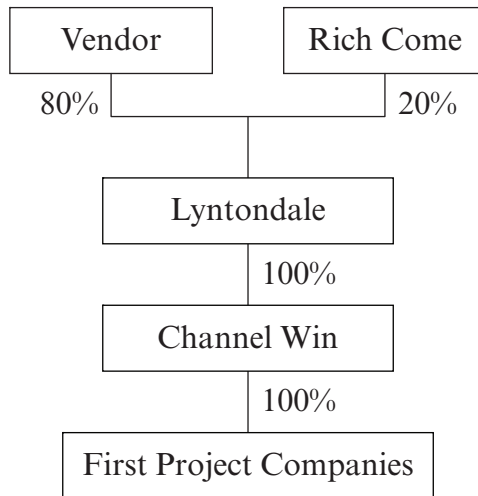 Vendor
Rich Come
80%
20%
Lyntondale
100%
Channel Win
100%
First Project Companies